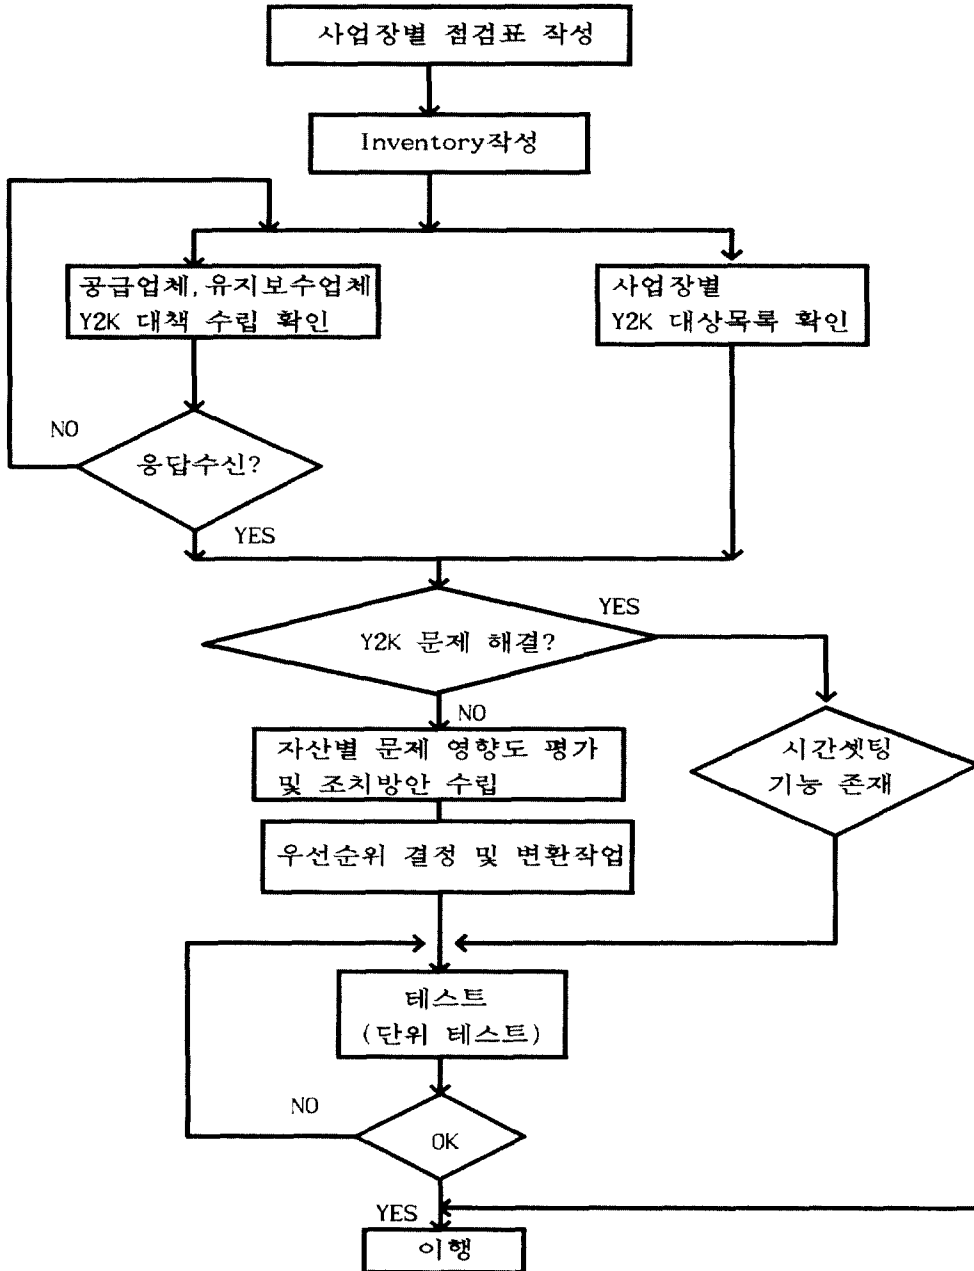 사업장별 점검표 작성
Inventory작성
공급업체,유지보수업체
Y2K 대책 수립 확인
사업장별
Y2K 대상목록 확인
NO
응답수신?
YES
YES
Y2K 문제 해결?
NO
자산별 문제 영향도 평가
및 조치방안 수립
시간셋팅
기능 존재
우선순위 결정 및 변환작업
테스트
(단위 테스트)
NO
OK
YES
이행